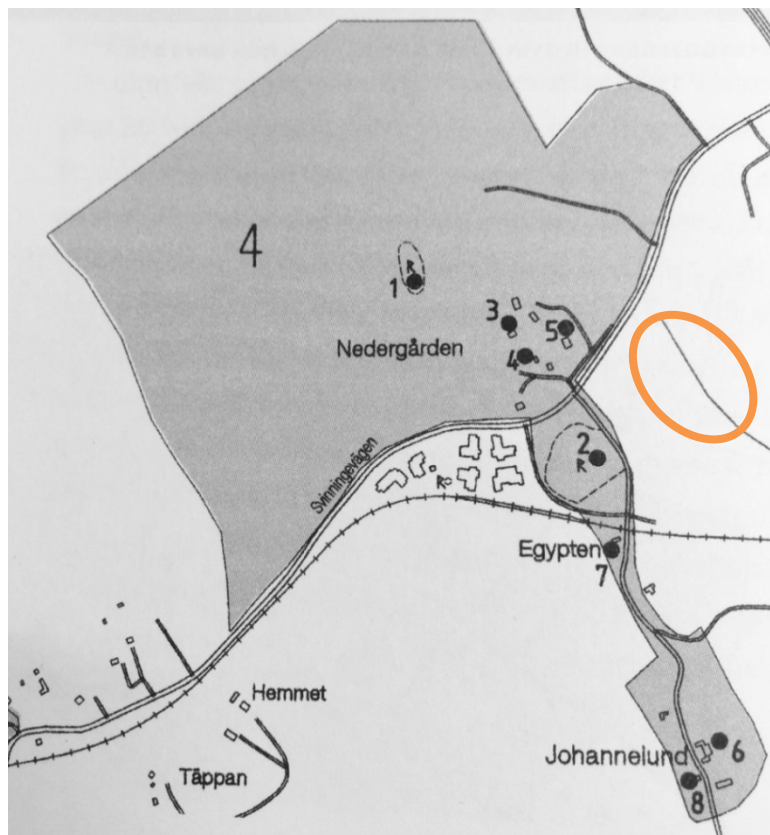 4
R
1
3
5
4
Nedergården
2
R
Svinningevägen
R
Egypten
7
Hemmet
Täppan
Johannelund
6
8